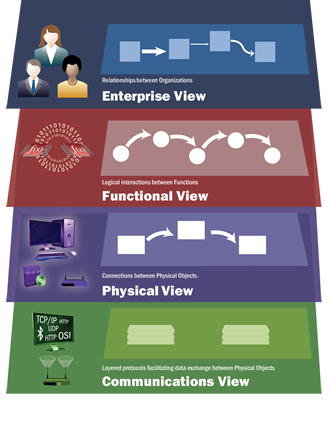 Relationships between Organizations
Enterprise View
Logical interactions between Functions
Functional View
Connections between Physical Objects.
Physical View
TCP/IP HTTP
UDP
HTTP OSI
Layered protocols facilitating data exchange between Physical Objects
Communications View